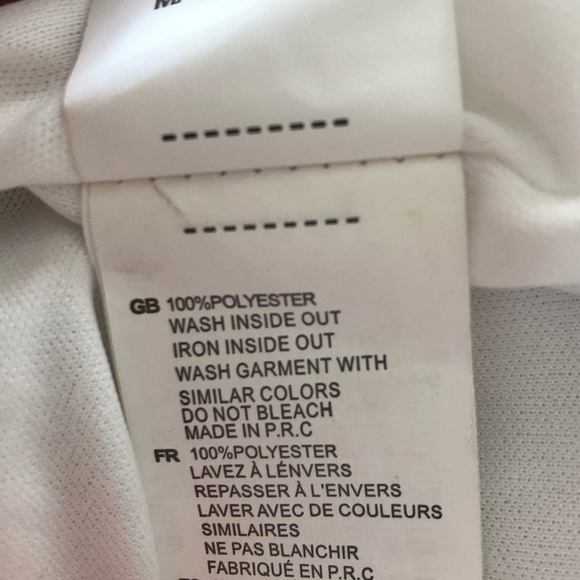 GB 100%POLYESTER
WASH INSIDE OUT
IRON INSIDE OUT
WASH GARMENT WITH
SIMILAR COLORS
DO NOT BLEACH
MADE IN P.R.C
FR 100%POLYESTER
LAVEZ À LÉNVERS
REPASSER À L'ENVERS
LAVER AVEC DE COULEURS
SIMILAIRES
NE PAS BLANCHIR
FABRIQUÉ EN P.R.C